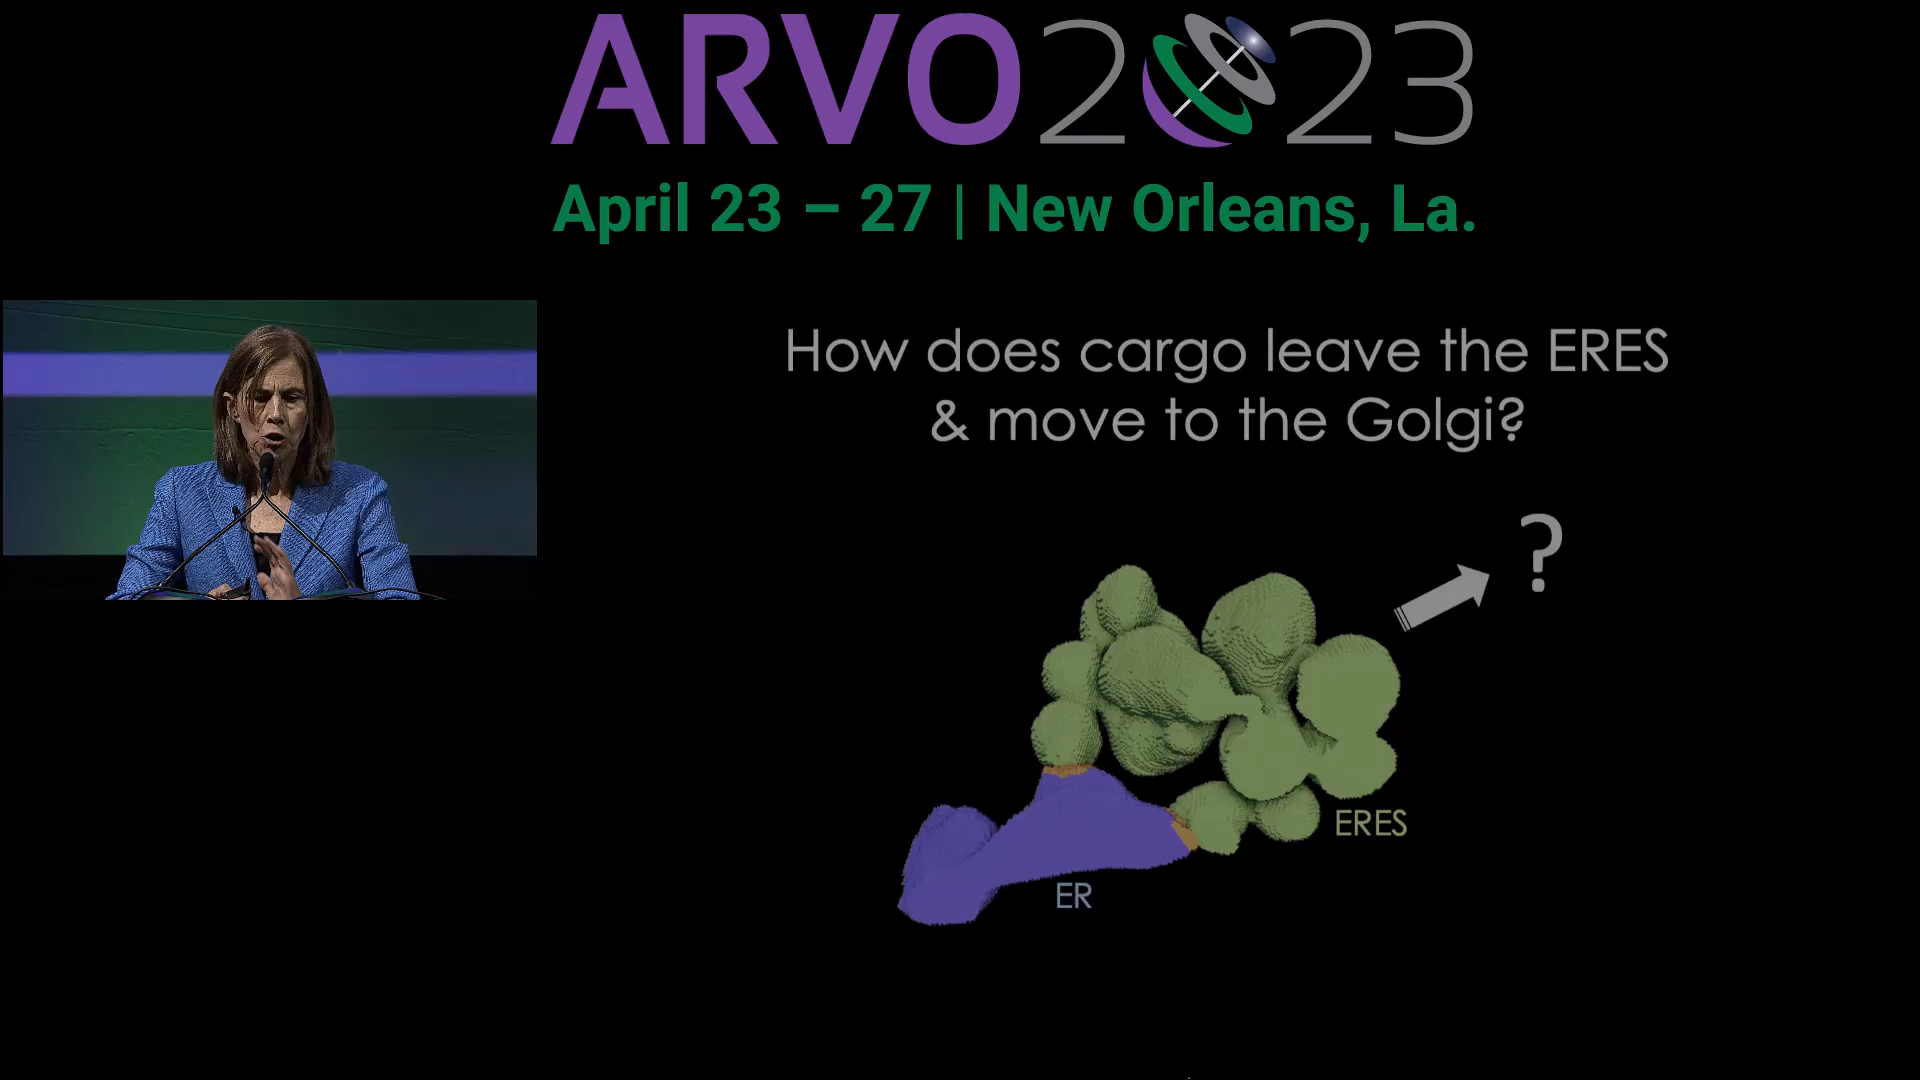 ARVO2023
April 23 – 27 | New Orleans, La.
How does cargo leave the ERES
& move to the Golgi?
?
ERES
ER